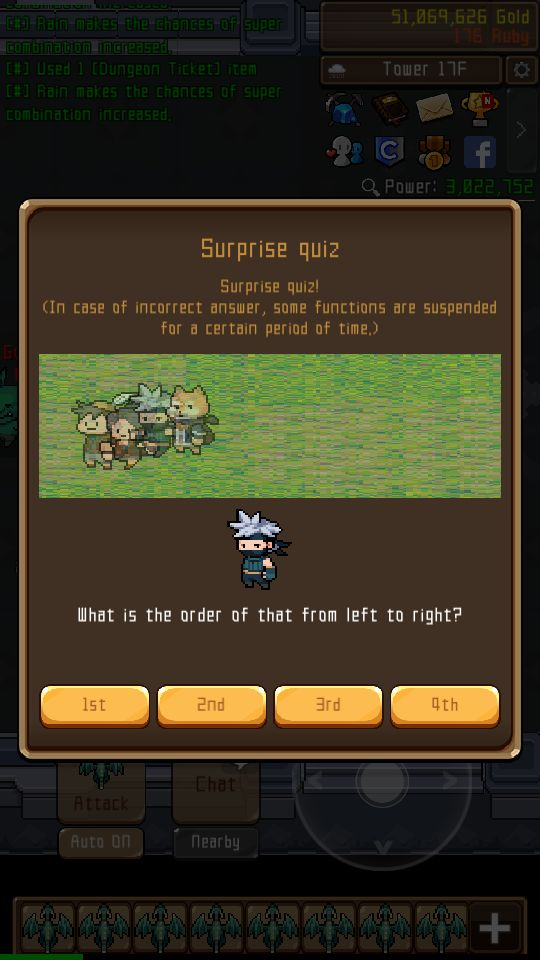 combination increased.
[#] Rain makes the chances of super
combination increased.
[#] Used 1 [Dungeon Ticket] item
[#] Rain makes the chances of super
combination increased.
51,069,626 Gold
176 Ruby
Tower 17F
Power: 3,022,752
Surprise quiz
Surprise quiz!
(In case of incorrect answer, some functions are suspended
for a certain period of time.)
What is the order of that from left to right?
1st 2nd 3rd 4th
Attack
Chat
Auto ON
Nearby